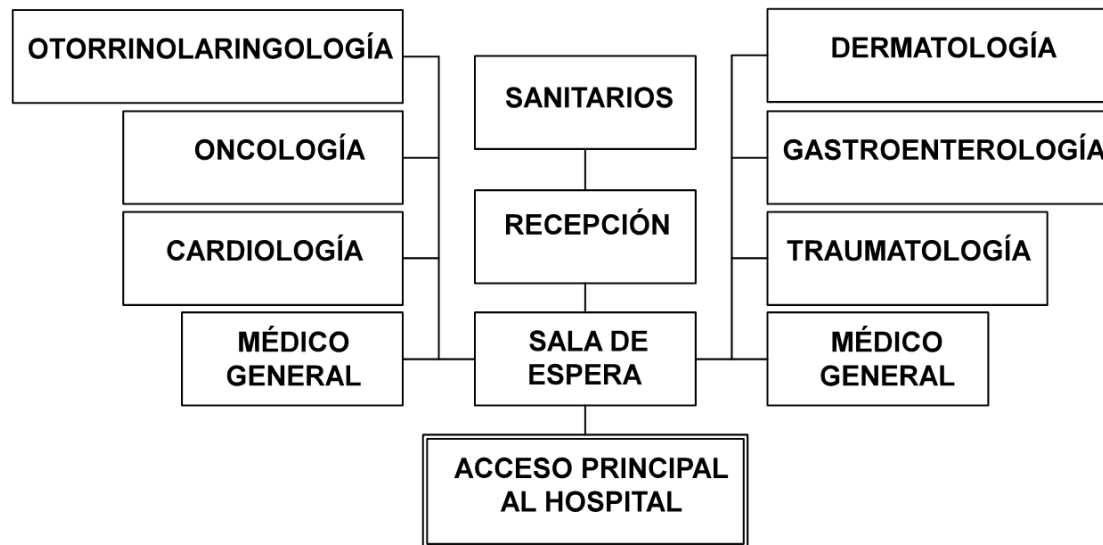 OTORRINOLARINGOLOGÍA
ONCOLOGÍA
CARDIOLOGÍA
MÉDICO
GENERAL
SANITARIOS
RECEPCIÓN
SALA DE
ESPERA
ACCESO PRINCIPAL
AL HOSPITAL
DERMATOLOGÍA
GASTROENTEROLOGÍA
TRAUMATOLOGÍA
MÉDICO
GENERAL